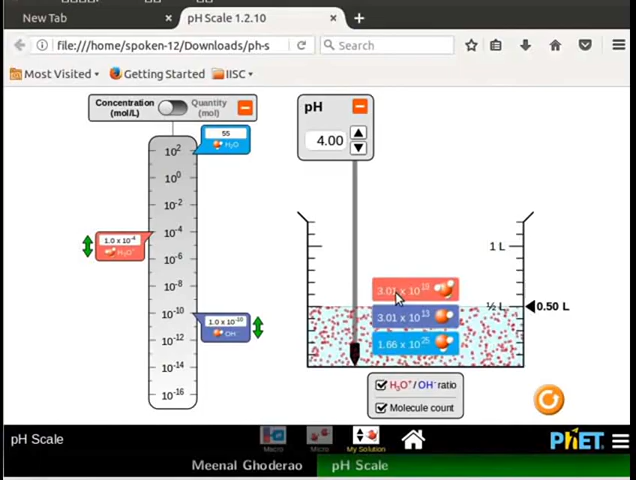 New Tab
pH Scale 1.2.10
file:///home/spoken-12/Downloads/ph-s
Search
Most Visited
Getting Started
IISC
Concentration
(mol/L)
Quantity
(mol)
pH
4.00
55
H₂O
10²
10⁰
10⁻²
10⁻⁴
10⁻⁶
10⁻⁸
10⁻¹⁰
10⁻¹²
10⁻¹⁴
10⁻¹⁶
1.0 x 10⁻⁴
H₃O⁺
1.0 x 10⁻¹⁰
OH⁻
1 L
½ L
0.50 L
3.01 x 10¹⁹
3.01 x 10¹³
1.66 x 10²⁵
H₃O⁺ / OH⁻ ratio
Molecule count
pH Scale
Macro
Micro
My Solution
PhET
Meenal Ghoderao
pH Scale